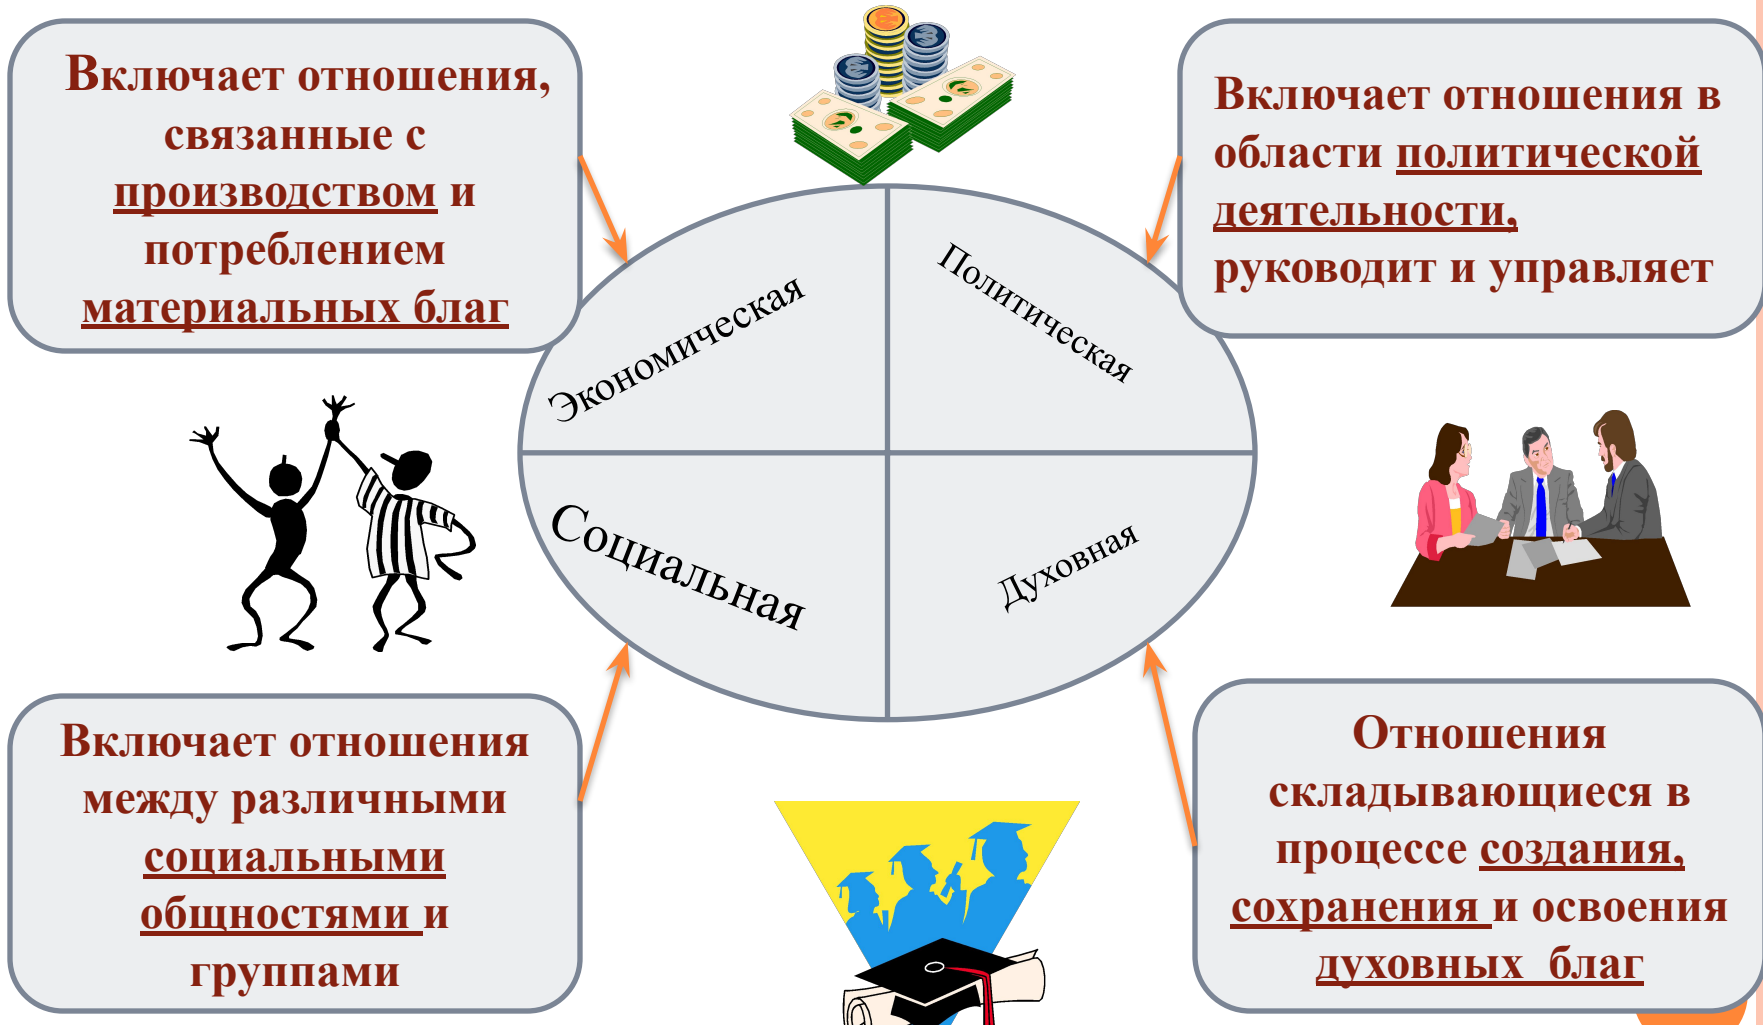 Включает отношения,
связанные с
производством и
потреблением
материальных благ
Включает отношения в
области политической
деятельности,
руководит и управляет
Экономическая
Политическая
Социальная
Духовная
Включает отношения
между различными
социальными
общностями и
группами
Отношения
складывающиеся в
процессе создания,
сохранения и освоения
духовных благ